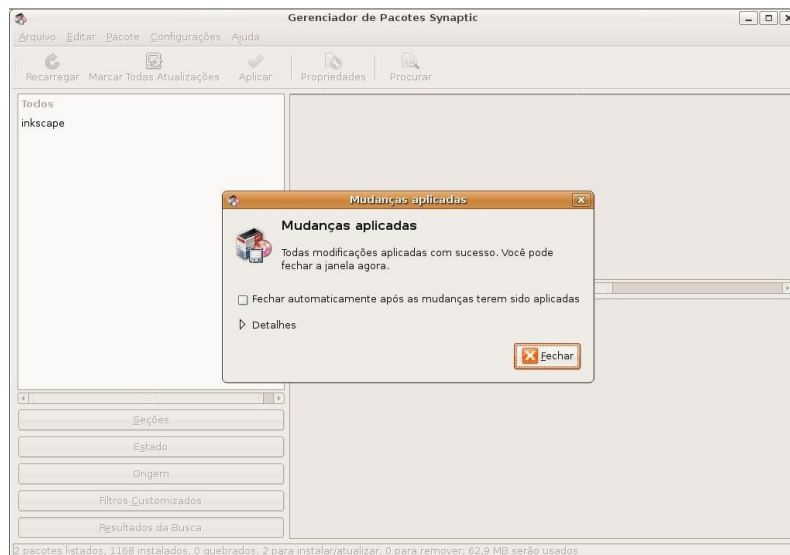 Gerenciador de Pacotes Synaptic
Arquivo Editar Pacote Configurações Ajuda
Recarregar Marcar Todas Atualizações Aplicar Propriedades Procurar
Todos
inkscape
Mudanças aplicadas
Mudanças aplicadas
Todas modificações aplicadas com sucesso. Você pode
fechar a janela agora.
Fechar automaticamente após as mudanças terem sido aplicadas
Detalhes
Fechar
Seções
Estado
Origem
Filtros Customizados
Resultados da Busca
2 pacotes listados, 1168 instalados, 0 quebrados. 2 para instalar/atualizar, 0 para remover; 62,9 MB serão usados